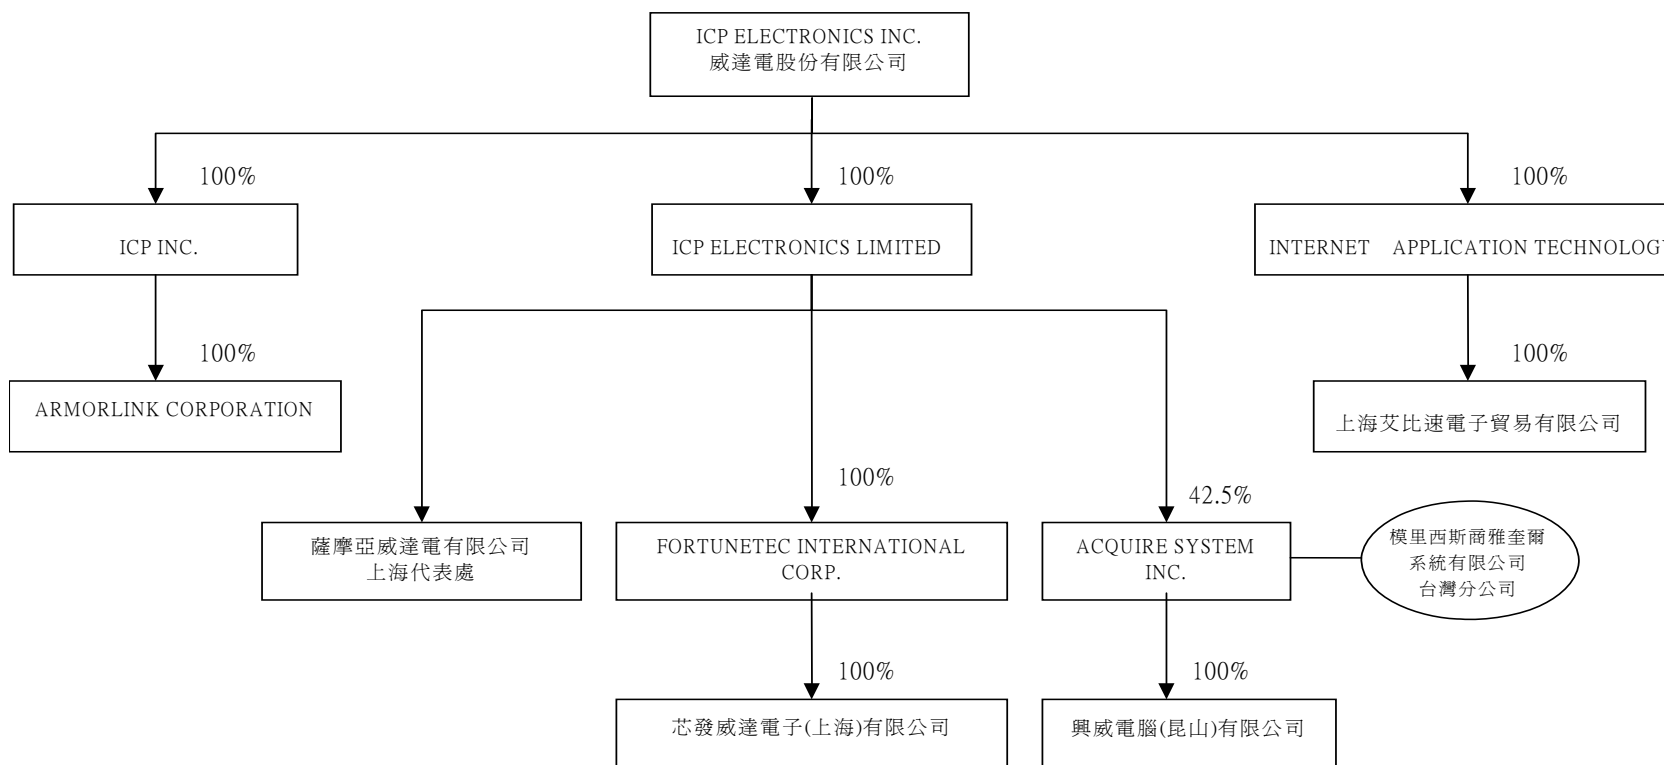 ICP ELECTRONICS INC.
威達電股份有限公司
100%
100%
100%
ICP INC.
ICP ELECTRONICS LIMITED
INTERNET APPLICATION TECHNOLOGY
100%
100%
ARMORLINK CORPORATION
上海艾比速電子貿易有限公司
100%
42.5%
薩摩亞威達電有限公司
上海代表處
FORTUNETEC INTERNATIONAL
CORP.
ACQUIRE SYSTEM
INC.
模里西斯商雅奎爾
系統有限公司
台灣分公司
100%
100%
芯發威達電子(上海)有限公司
興威電腦(昆山)有限公司